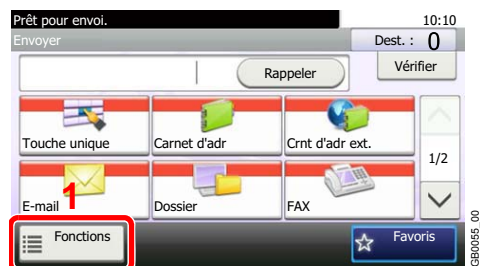 Prêt pour envoi. 10:10
Envoyer Dest. : 0
Rappeler Vérifier
Touche unique Carnet d'adr Crnt d'adr ext.
1/2
E-mail Dossier FAX
1
Fonctions Favoris
GB0055_00